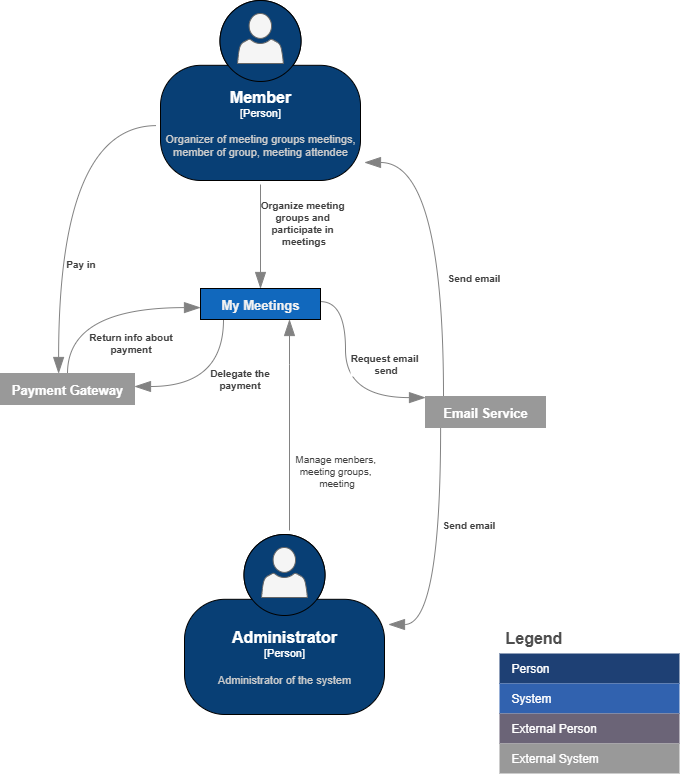 Member
[Person]
Organizer of meeting groups meetings,
member of group, meeting attendee
Organize meeting
groups and
participate in
meetings
Pay in
Send email
My Meetings
Return info about
payment
Delegate the
payment
Request email
send
Payment Gateway
Email Service
Manage menbers,
meeting groups,
meeting
Send email
Administrator
[Person]
Administrator of the system
Legend
Person
System
External Person
External System